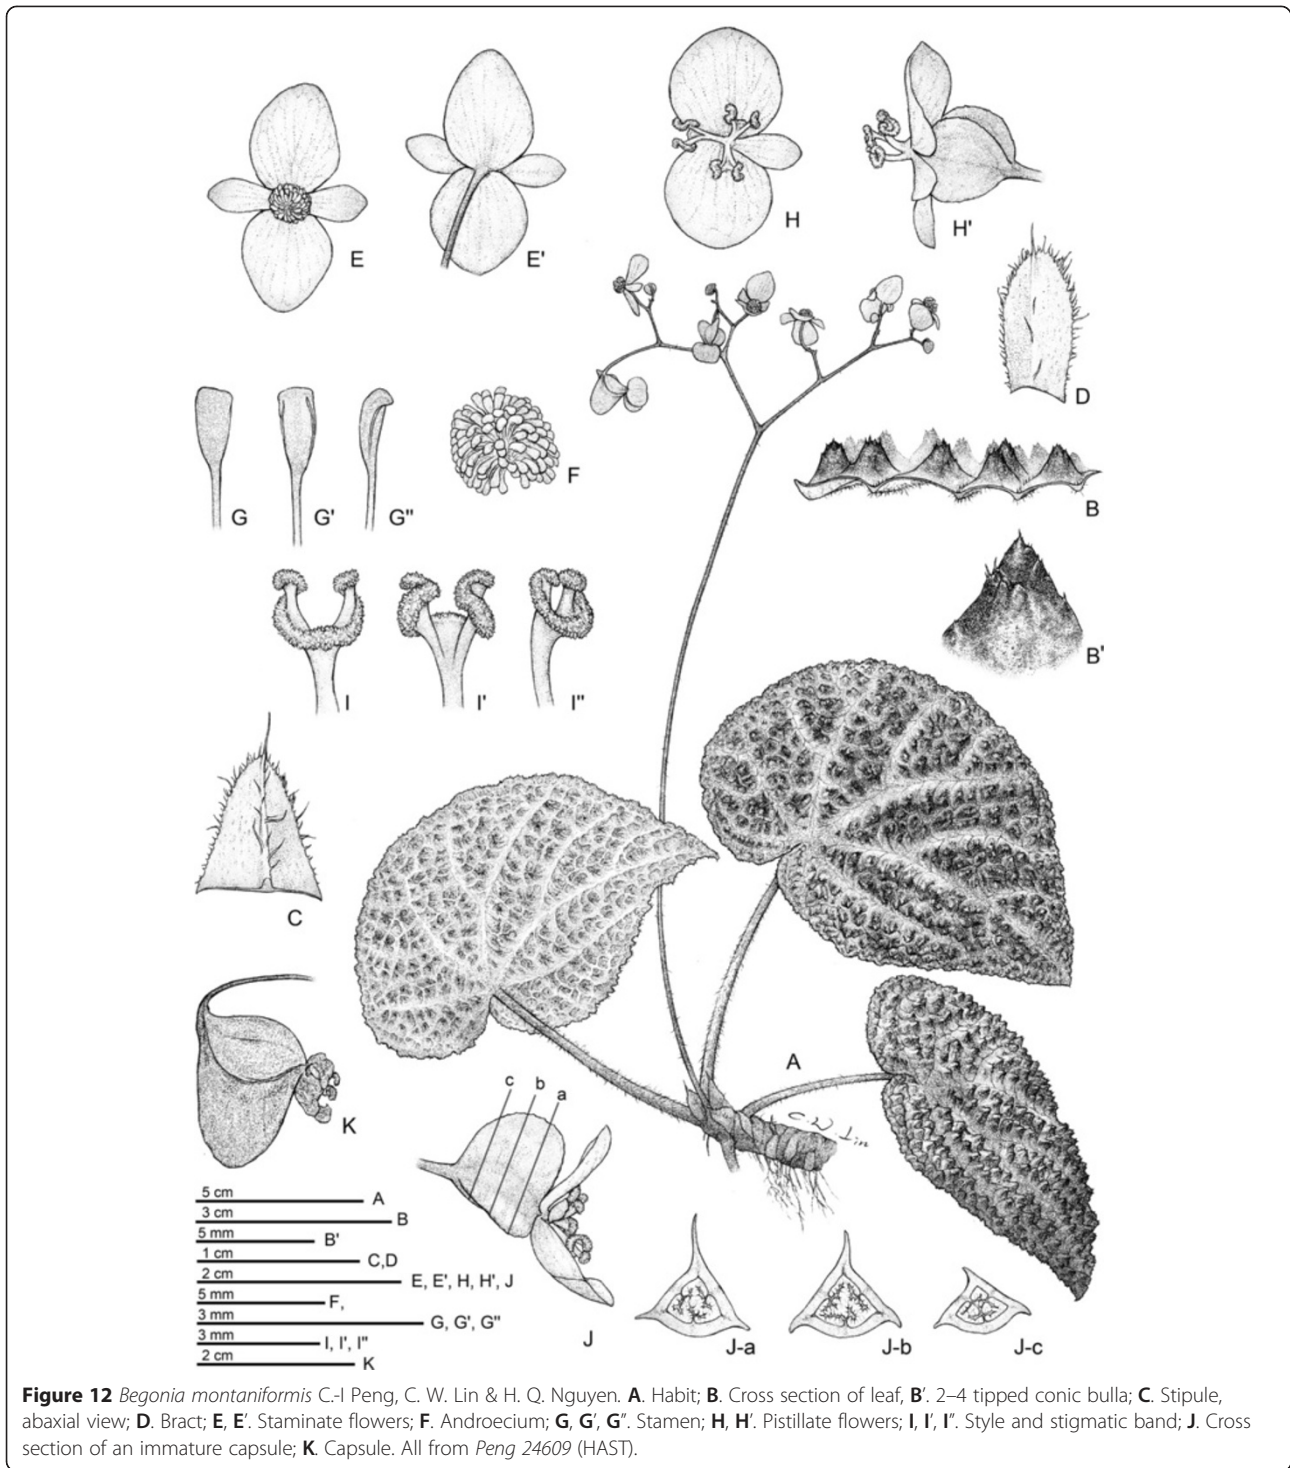 E
E'
H
H'
D
G
G'
G"
F
B
I
I'
I"
B'
C
A
C.W. Lin
K
c
b
a
J
J-a
J-b
J-c
5 cm A
3 cm B
5 mm B'
1 cm C,D
2 cm E, E', H, H', J
5 mm F,
3 mm G, G', G"
3 mm I, I', I"
2 cm K
Figure 12 Begonia montaniformis C.-I Peng, C. W. Lin & H. Q. Nguyen. A. Habit; B. Cross section of leaf, B′. 2–4 tipped conic bulla; C. Stipule,
abaxial view; D. Bract; E, E′. Staminate flowers; F. Androecium; G, G′, G″. Stamen; H, H′. Pistillate flowers; I, I′, I″. Style and stigmatic band; J. Cross
section of an immature capsule; K. Capsule. All from Peng 24609 (HAST).